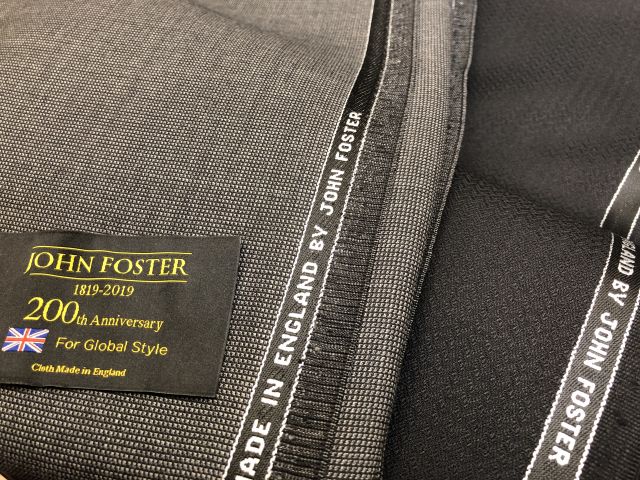 JOHN FOSTER
1819-2019
200th Anniversary
For Global Style
Cloth Made in England
MADE IN ENGLAND BY JOHN FOSTER
ENGLAND BY JOHN FOSTER